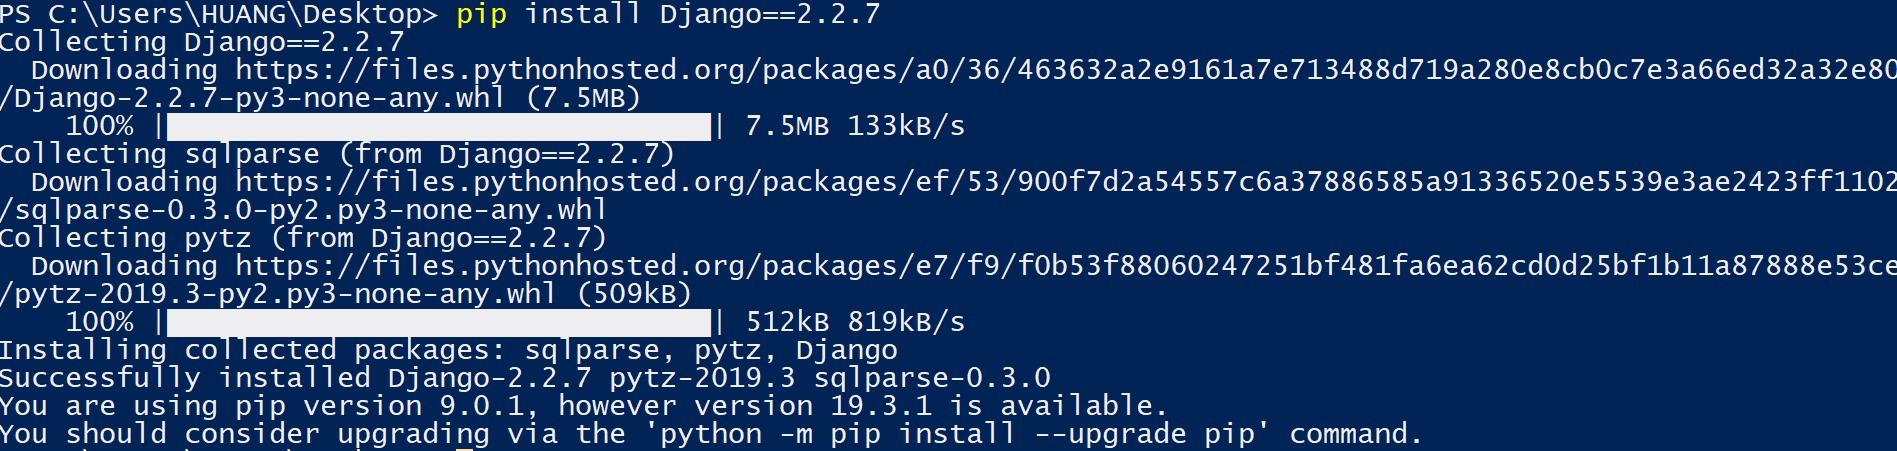 PS C:\Users\HUANG\Desktop> pip install Django==2.2.7
Collecting Django==2.2.7
  Downloading https://files.pythonhosted.org/packages/a0/36/463632a2e9161a7e713488d719a280e8cb0c7e3a66ed32a32e80
/Django-2.2.7-py3-none-any.whl (7.5MB)
    100% |████████████████████████████████| 7.5MB 133kB/s
Collecting sqlparse (from Django==2.2.7)
  Downloading https://files.pythonhosted.org/packages/ef/53/900f7d2a54557c6a37886585a91336520e5539e3ae2423ff1102
/sqlparse-0.3.0-py2.py3-none-any.whl
Collecting pytz (from Django==2.2.7)
  Downloading https://files.pythonhosted.org/packages/e7/f9/f0b53f88060247251bf481fa6ea62cd0d25bf1b11a87888e53ce
/pytz-2019.3-py2.py3-none-any.whl (509kB)
    100% |████████████████████████████████| 512kB 819kB/s
Installing collected packages: sqlparse, pytz, Django
Successfully installed Django-2.2.7 pytz-2019.3 sqlparse-0.3.0
You are using pip version 9.0.1, however version 19.3.1 is available.
You should consider upgrading via the 'python -m pip install --upgrade pip' command.